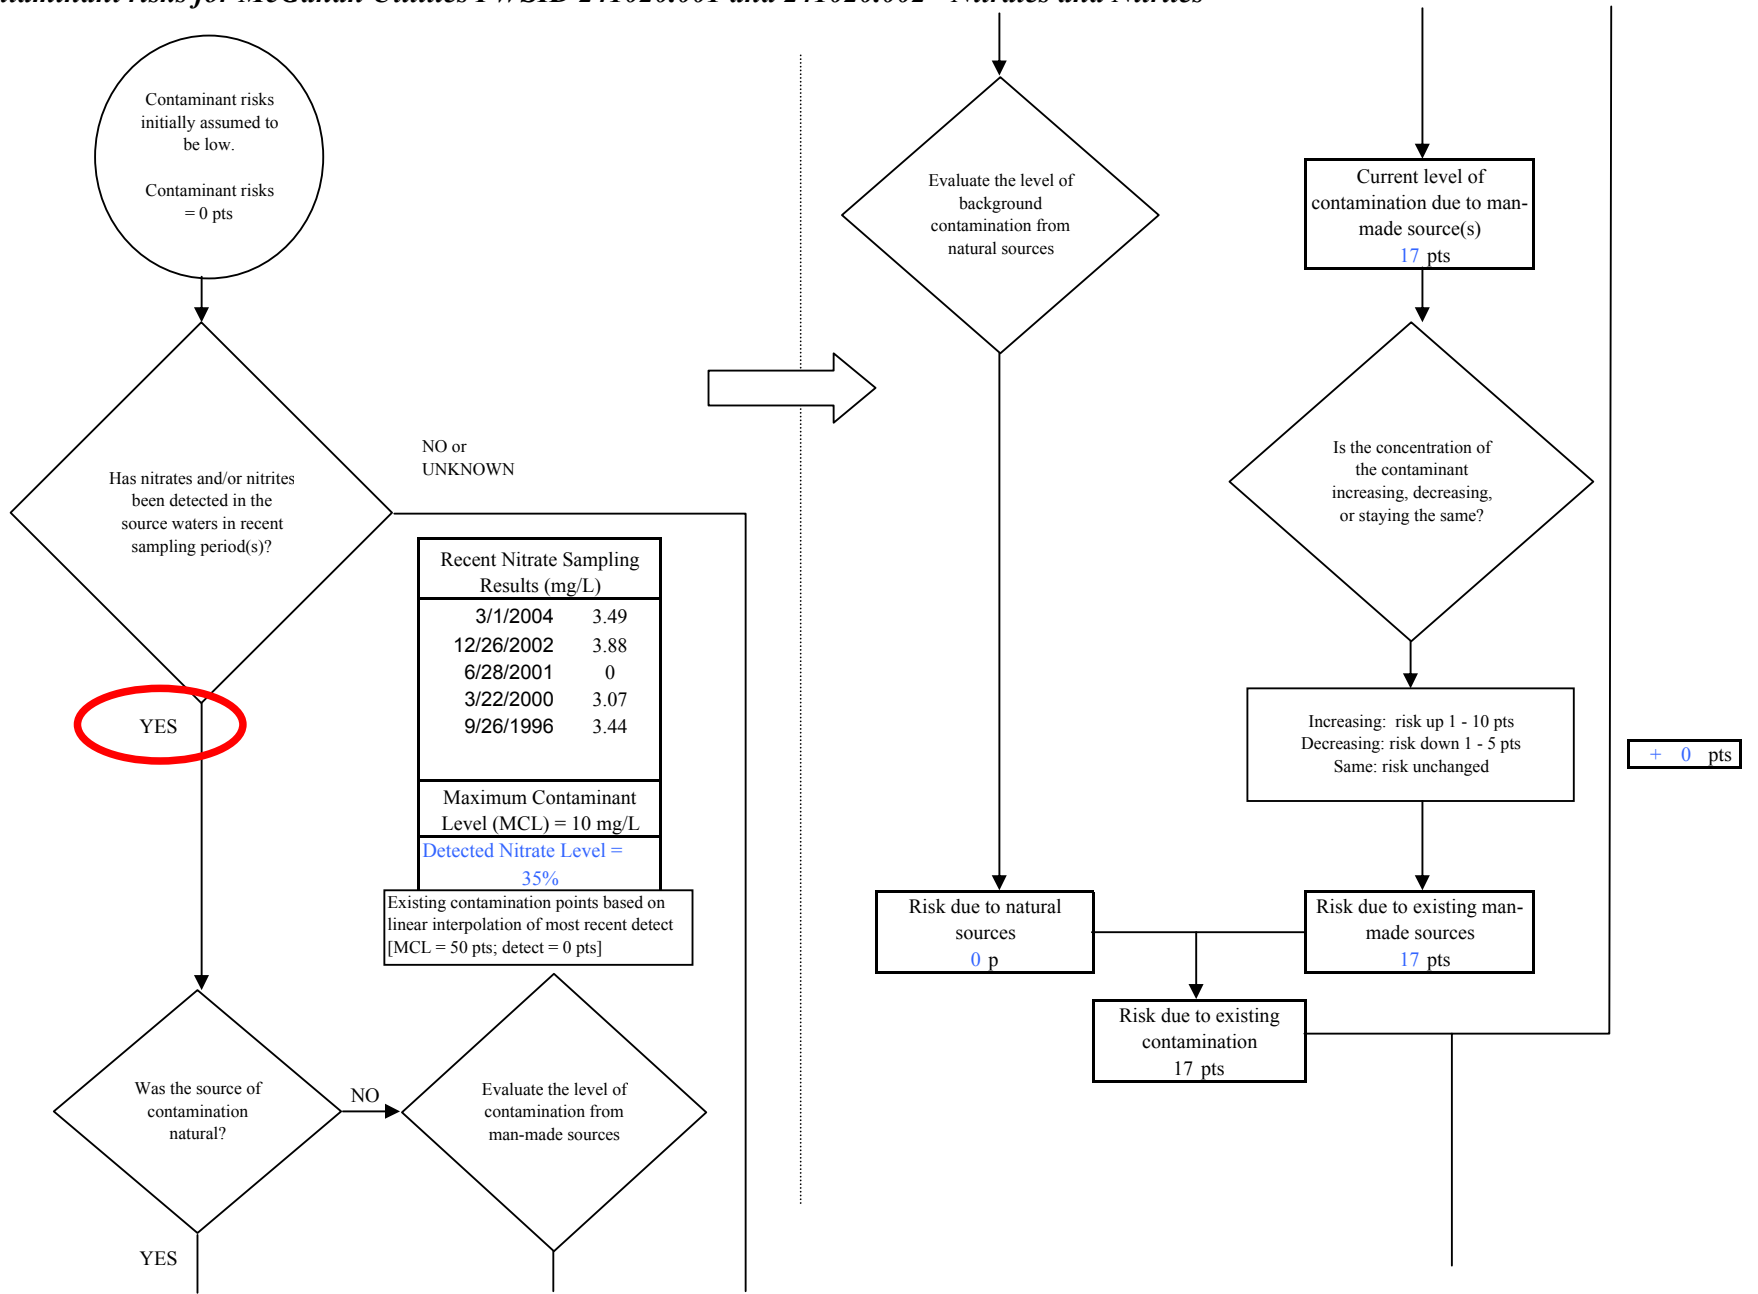 Contaminant risks
initially assumed to
be low.
Contaminant risks
= 0 pts
Has nitrates and/or nitrites
been detected in the
source waters in recent
sampling period(s)?
NO or
UNKNOWN
YES
Recent Nitrate Sampling
Results (mg/L)
3/1/2004 3.49
12/26/2002 3.88
6/28/2001 0
3/22/2000 3.07
9/26/1996 3.44
Maximum Contaminant
Level (MCL) = 10 mg/L
Detected Nitrate Level =
35%
Existing contamination points based on
linear interpolation of most recent detect
[MCL = 50 pts; detect = 0 pts]
Was the source of
contamination
natural?
NO
YES
Evaluate the level of
contamination from
man-made sources
Evaluate the level of
background
contamination from
natural sources
Current level of
contamination due to man-
made source(s)
17 pts
Is the concentration of
the contaminant
increasing, decreasing,
or staying the same?
Increasing: risk up 1 - 10 pts
Decreasing: risk down 1 - 5 pts
Same: risk unchanged
+ 0 pts
Risk due to natural
sources
0 p
Risk due to existing man-
made sources
17 pts
Risk due to existing
contamination
17 pts